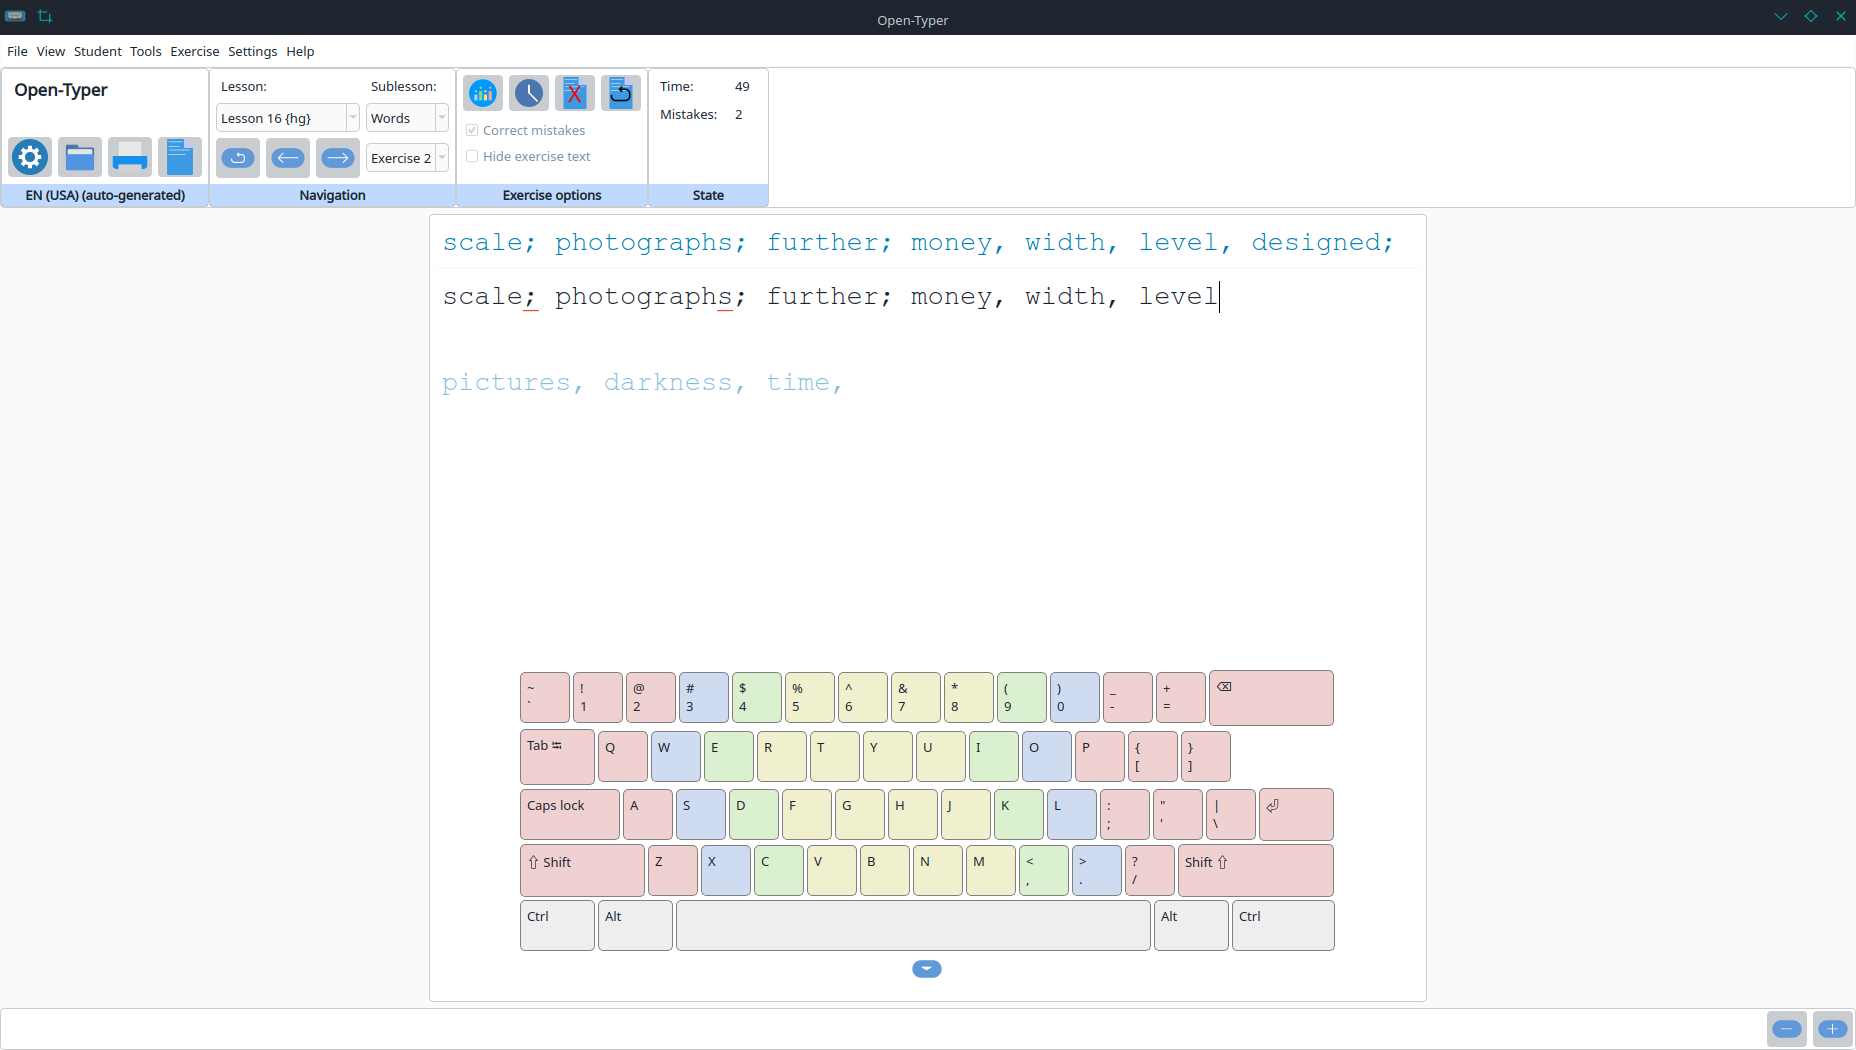 Open-Typer
File View Student Tools Exercise Settings Help
Open-Typer
EN (USA) (auto-generated)
Lesson:
Sublesson:
Lesson 16 {hg}
Words
Exercise 2
Navigation
Correct mistakes
Hide exercise text
Exercise options
Time: 49
Mistakes: 2
State
scale; photographs; further; money, width, level, designed;
scale; photographs; further; money, width, level
pictures, darkness, time,
~ ! @ # $ % ^ & * ( ) _ +
` 1 2 3 4 5 6 7 8 9 0 - =
Tab Q W E R T Y U I O P { }
[ ]
Caps lock A S D F G H J K L : " |
; ' \
Shift Z X C V B N M < > ? Shift
, . /
Ctrl Alt Alt Ctrl